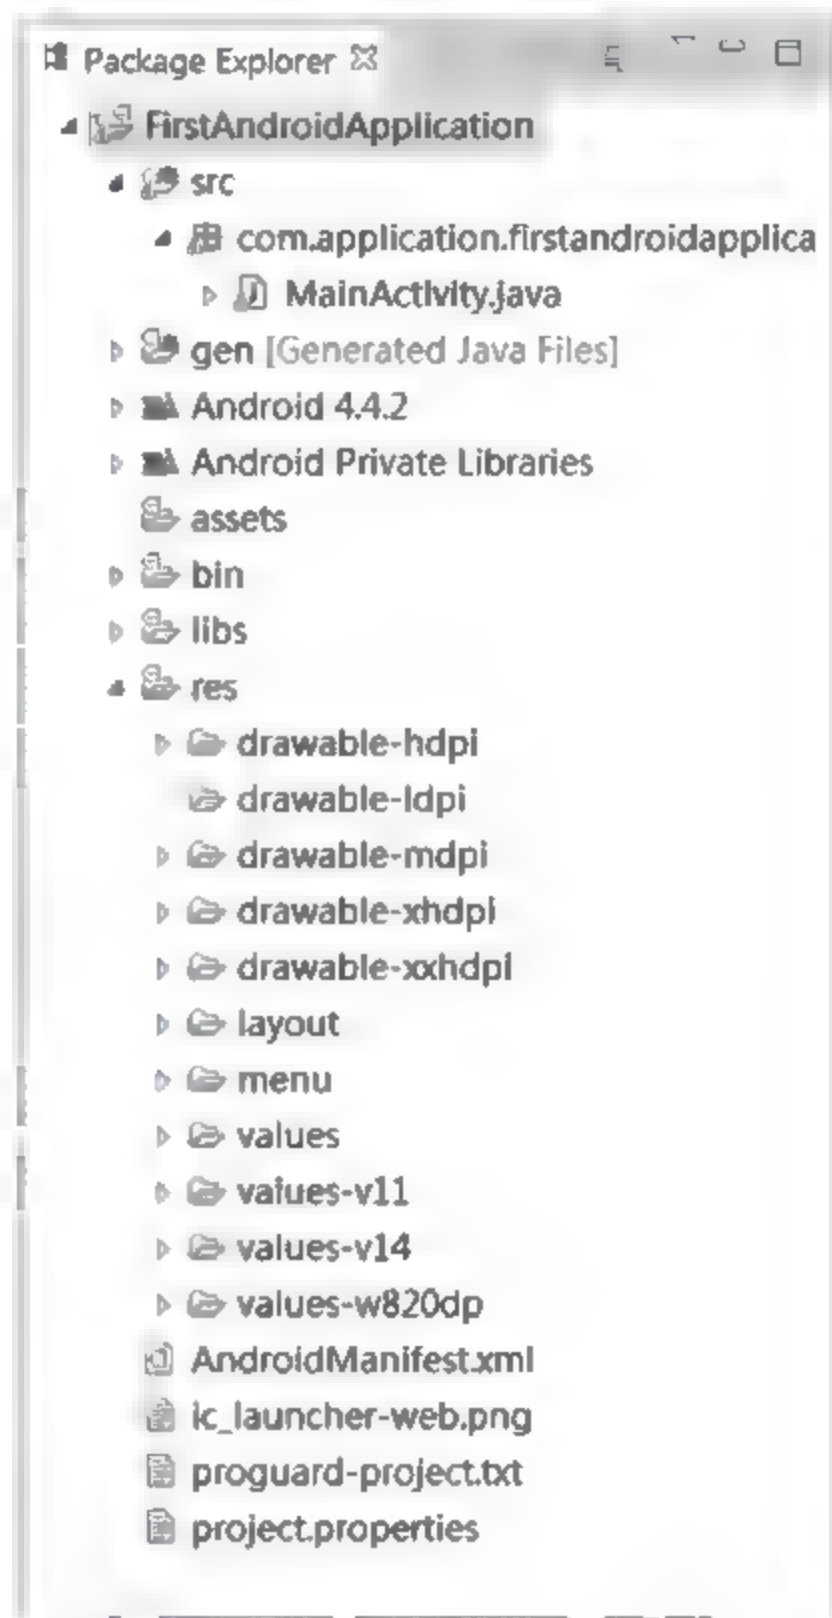 Package Explorer
FirstAndroidApplication
src
com.application.firstandroidapplica
MainActivity.java
gen [Generated Java Files]
Android 4.4.2
Android Private Libraries
assets
bin
libs
res
drawable-hdpi
drawable-ldpi
drawable-mdpi
drawable-xhdpi
drawable-xxhdpi
layout
menu
values
values-v11
values-v14
values-w820dp
AndroidManifest.xml
ic_launcher-web.png
proguard-project.txt
project.properties